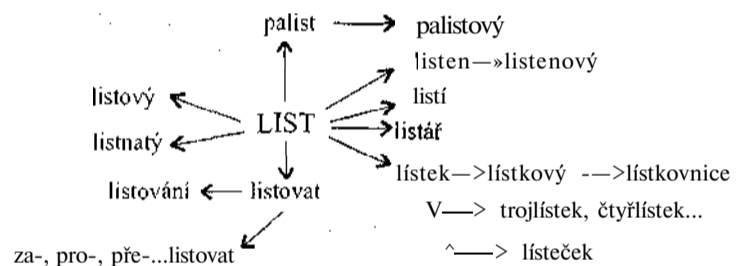 palist → palistový
listen—»listenový
listový
listí
LIST
listář
listnatý
lístek—>lístkový -—>lístkovnice
listování ← listovat
V—> trojlístek, čtyřlístek...
za-, pro-, pře-...listovat
^—> lísteček